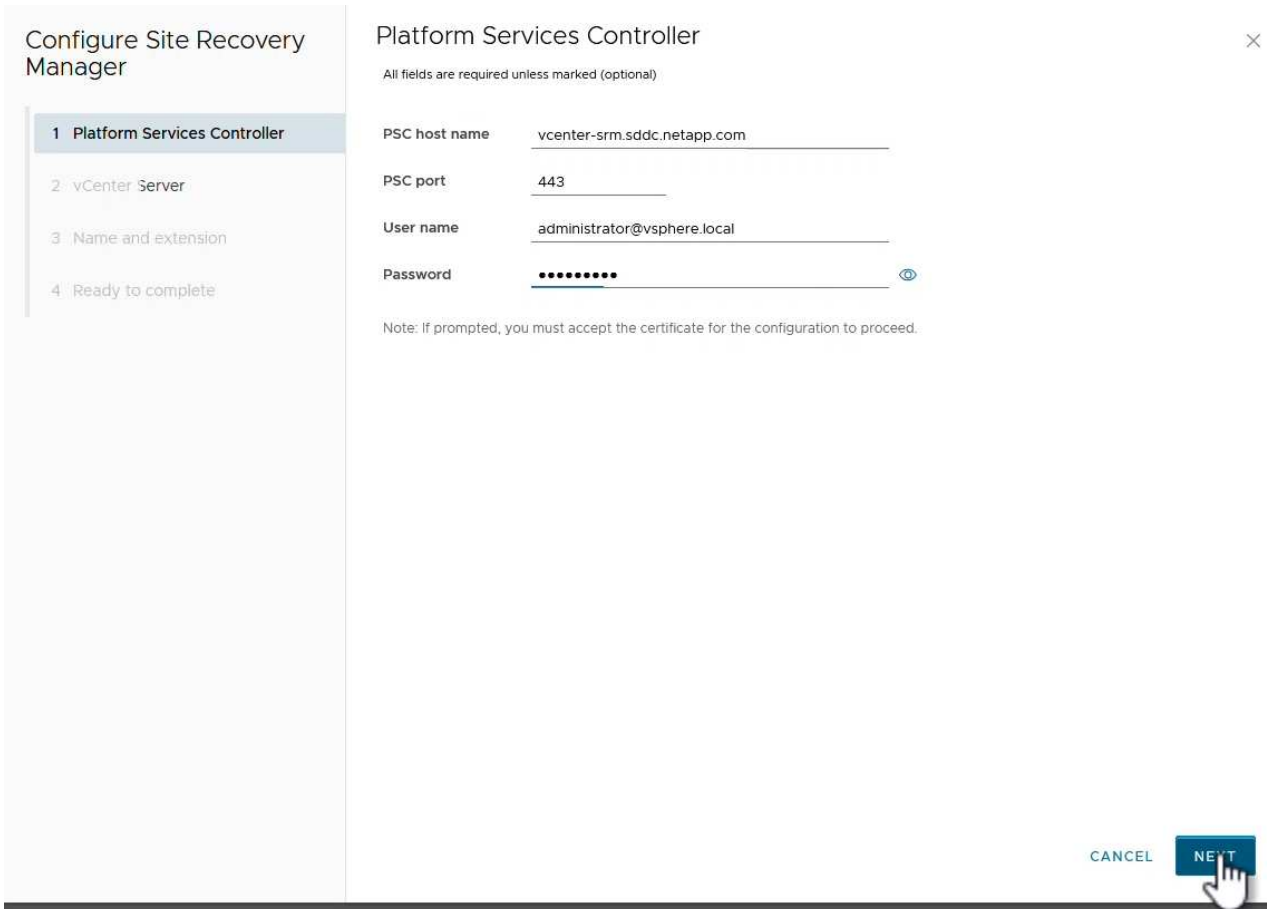 Configure Site Recovery
Manager
1 Platform Services Controller
2 vCenter Server
3 Name and extension
4 Ready to complete
Platform Services Controller
All fields are required unless marked (optional)
PSC host name vcenter-srm.sddc.netapp.com
PSC port 443
User name administrator@vsphere.local
Password •••••••••
Note: If prompted, you must accept the certificate for the configuration to proceed.
CANCEL NEXT